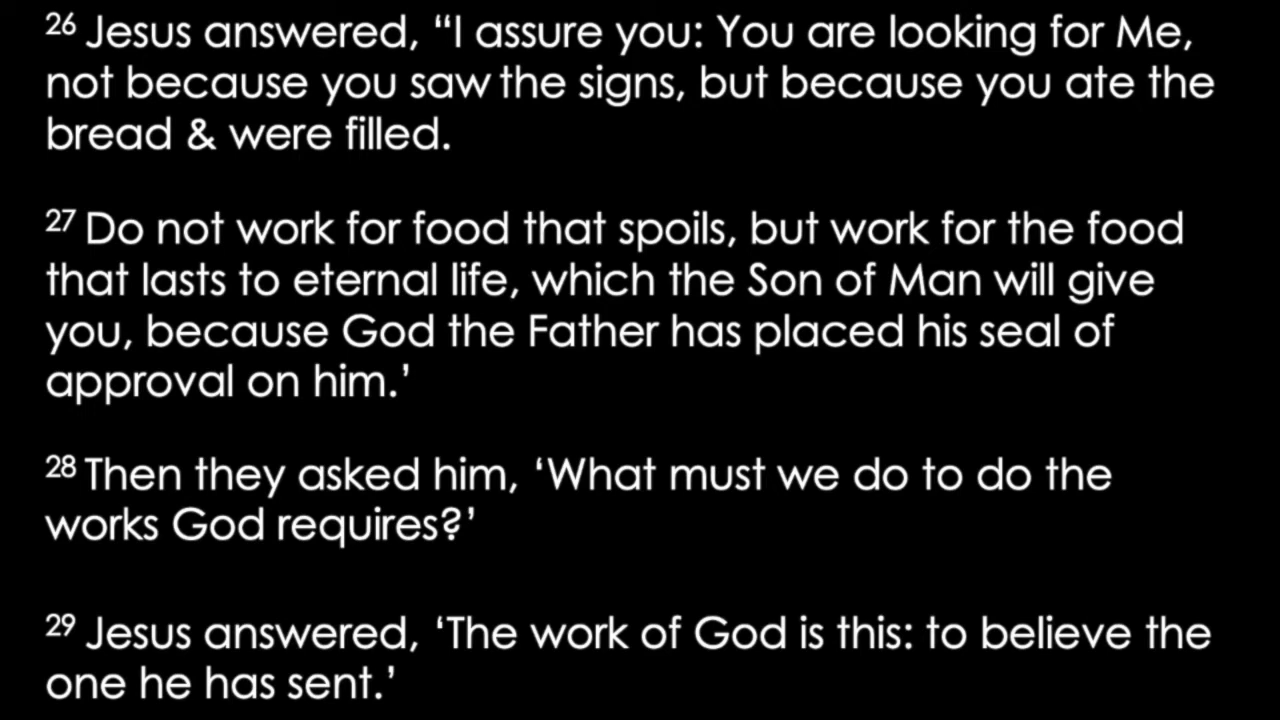 26 Jesus answered, “I assure you: You are looking for Me,
not because you saw the signs, but because you ate the
bread & were filled.
27 Do not work for food that spoils, but work for the food
that lasts to eternal life, which the Son of Man will give
you, because God the Father has placed his seal of
approval on him.’
28 Then they asked him, ‘What must we do to do the
works God requires?’
29 Jesus answered, ‘The work of God is this: to believe the
one he has sent.’